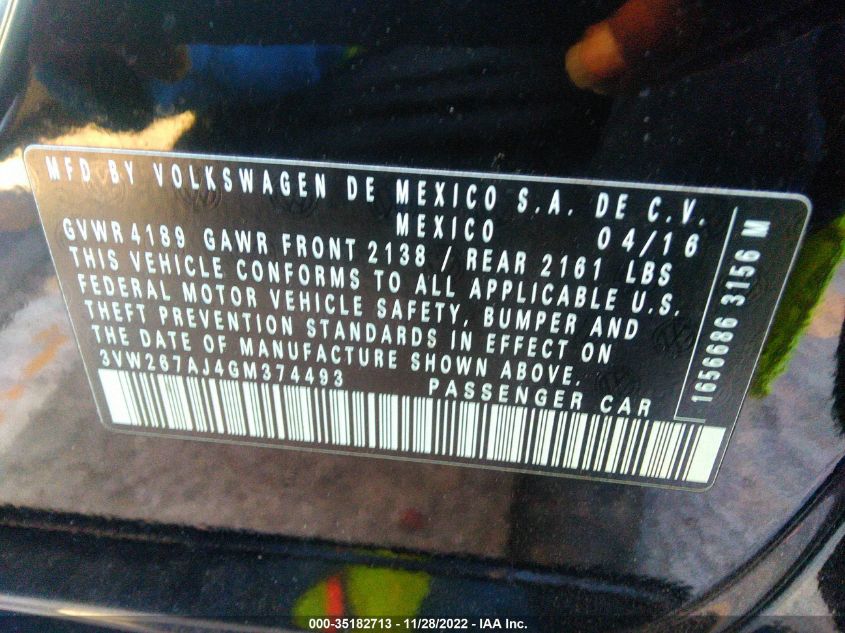 MFD BY VOLKSWAGEN DE MEXICO S.A. DE C.V.
MEXICO 04/16
GVWR 4189 GAWR FRONT 2138 / REAR 2161 LBS
THIS VEHICLE CONFORMS TO ALL APPLICABLE U.S.
FEDERAL MOTOR VEHICLE SAFETY, BUMPER AND
THEFT PREVENTION STANDARDS IN EFFECT ON
THE DATE OF MANUFACTURE SHOWN ABOVE.
3VW267AJ4GM374493 PASSENGER CAR
1656686 3156 M
000-35182713 - 11/28/2022 - IAA Inc.